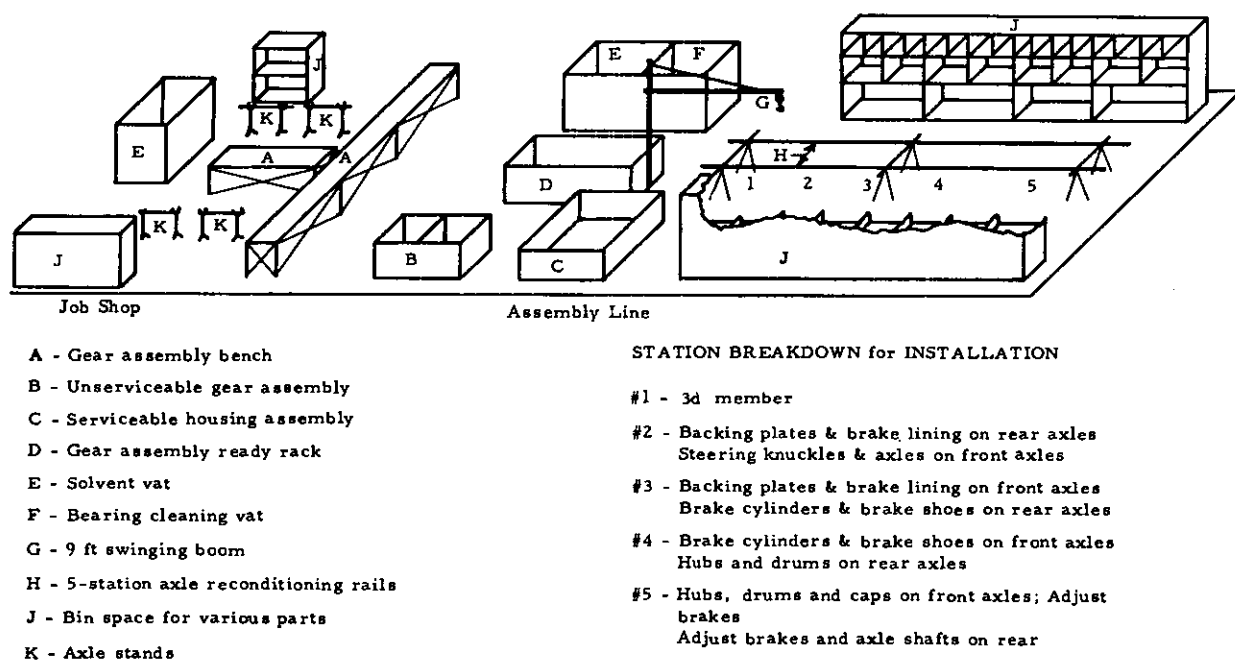 J
E
F
J
G
K
K
E
A
A
H
D
1
2
3
4
5
K
K
J
B
C
J
Job Shop
Assembly Line
A - Gear assembly bench
B - Unserviceable gear assembly
C - Serviceable housing assembly
D - Gear assembly ready rack
E - Solvent vat
F - Bearing cleaning vat
G - 9 ft swinging boom
H - 5-station axle reconditioning rails
J - Bin space for various parts
K - Axle stands
STATION BREAKDOWN for INSTALLATION
#1 - 3d member
#2 - Backing plates & brake lining on rear axles
Steering knuckles & axles on front axles
#3 - Backing plates & brake lining on front axles
Brake cylinders & brake shoes on rear axles
#4 - Brake cylinders & brake shoes on front axles
Hubs and drums on rear axles
#5 - Hubs, drums and caps on front axles; Adjust
brakes
Adjust brakes and axle shafts on rear